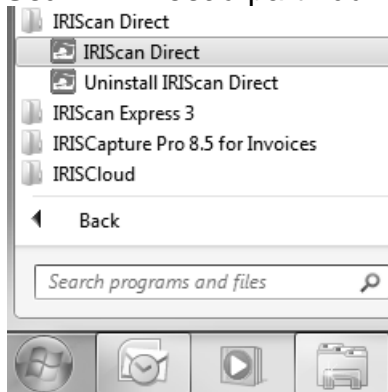 IRIScan Direct
IRIScan Direct
Uninstall IRIScan Direct
IRIScan Express 3
IRISCapture Pro 8.5 for Invoices
IRISCloud
Back
Search programs and files